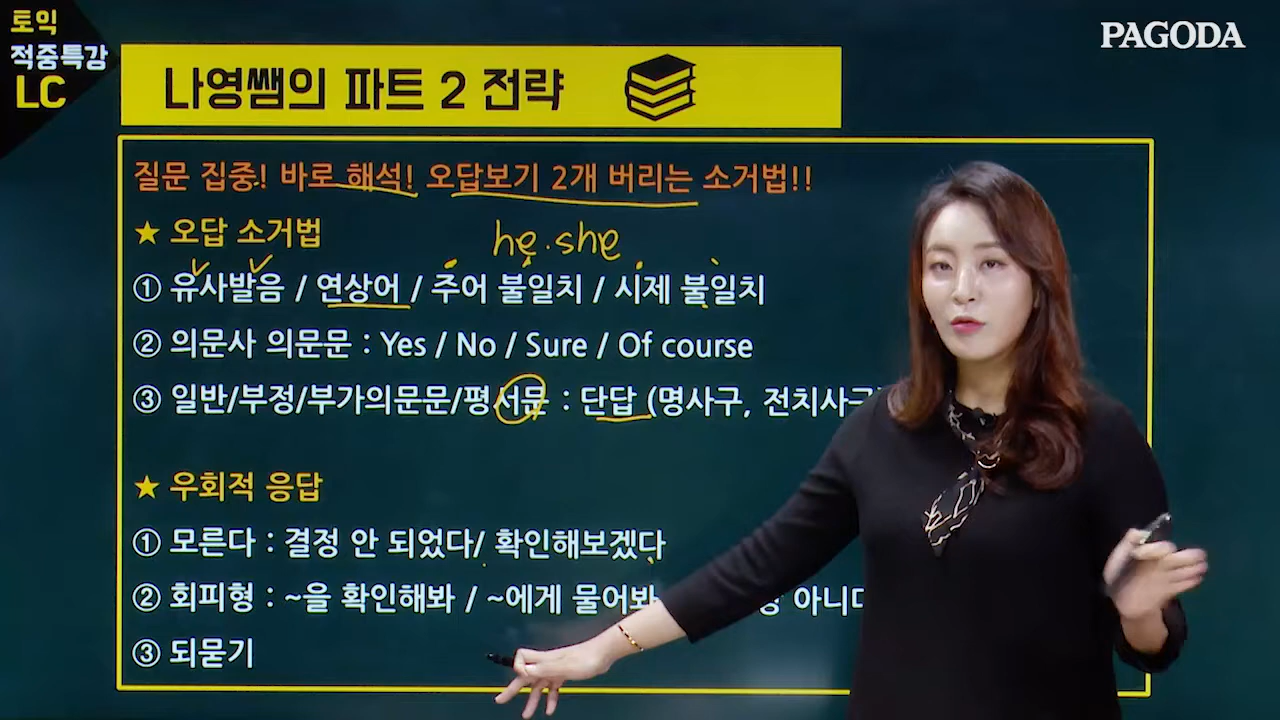 토익
적중특강
LC
PAGODA
나영쌤의 파트 2 전략
질문 집중! 바로 해석! 오답보기 2개 버리는 소거법!!
★ 오답 소거법
he. she
① 유사발음 / 연상어 / 주어 불일치 / 시제 불일치
② 의문사 의문문 : Yes / No / Sure / Of course
③ 일반/부정/부가의문문/평서문 : 단답 (명사구, 전치사구
★ 우회적 응답
① 모른다 : 결정 안 되었다/ 확인해보겠다
② 회피형 : ~을 확인해봐 / ~에게 물어봐 아니다
③ 되묻기